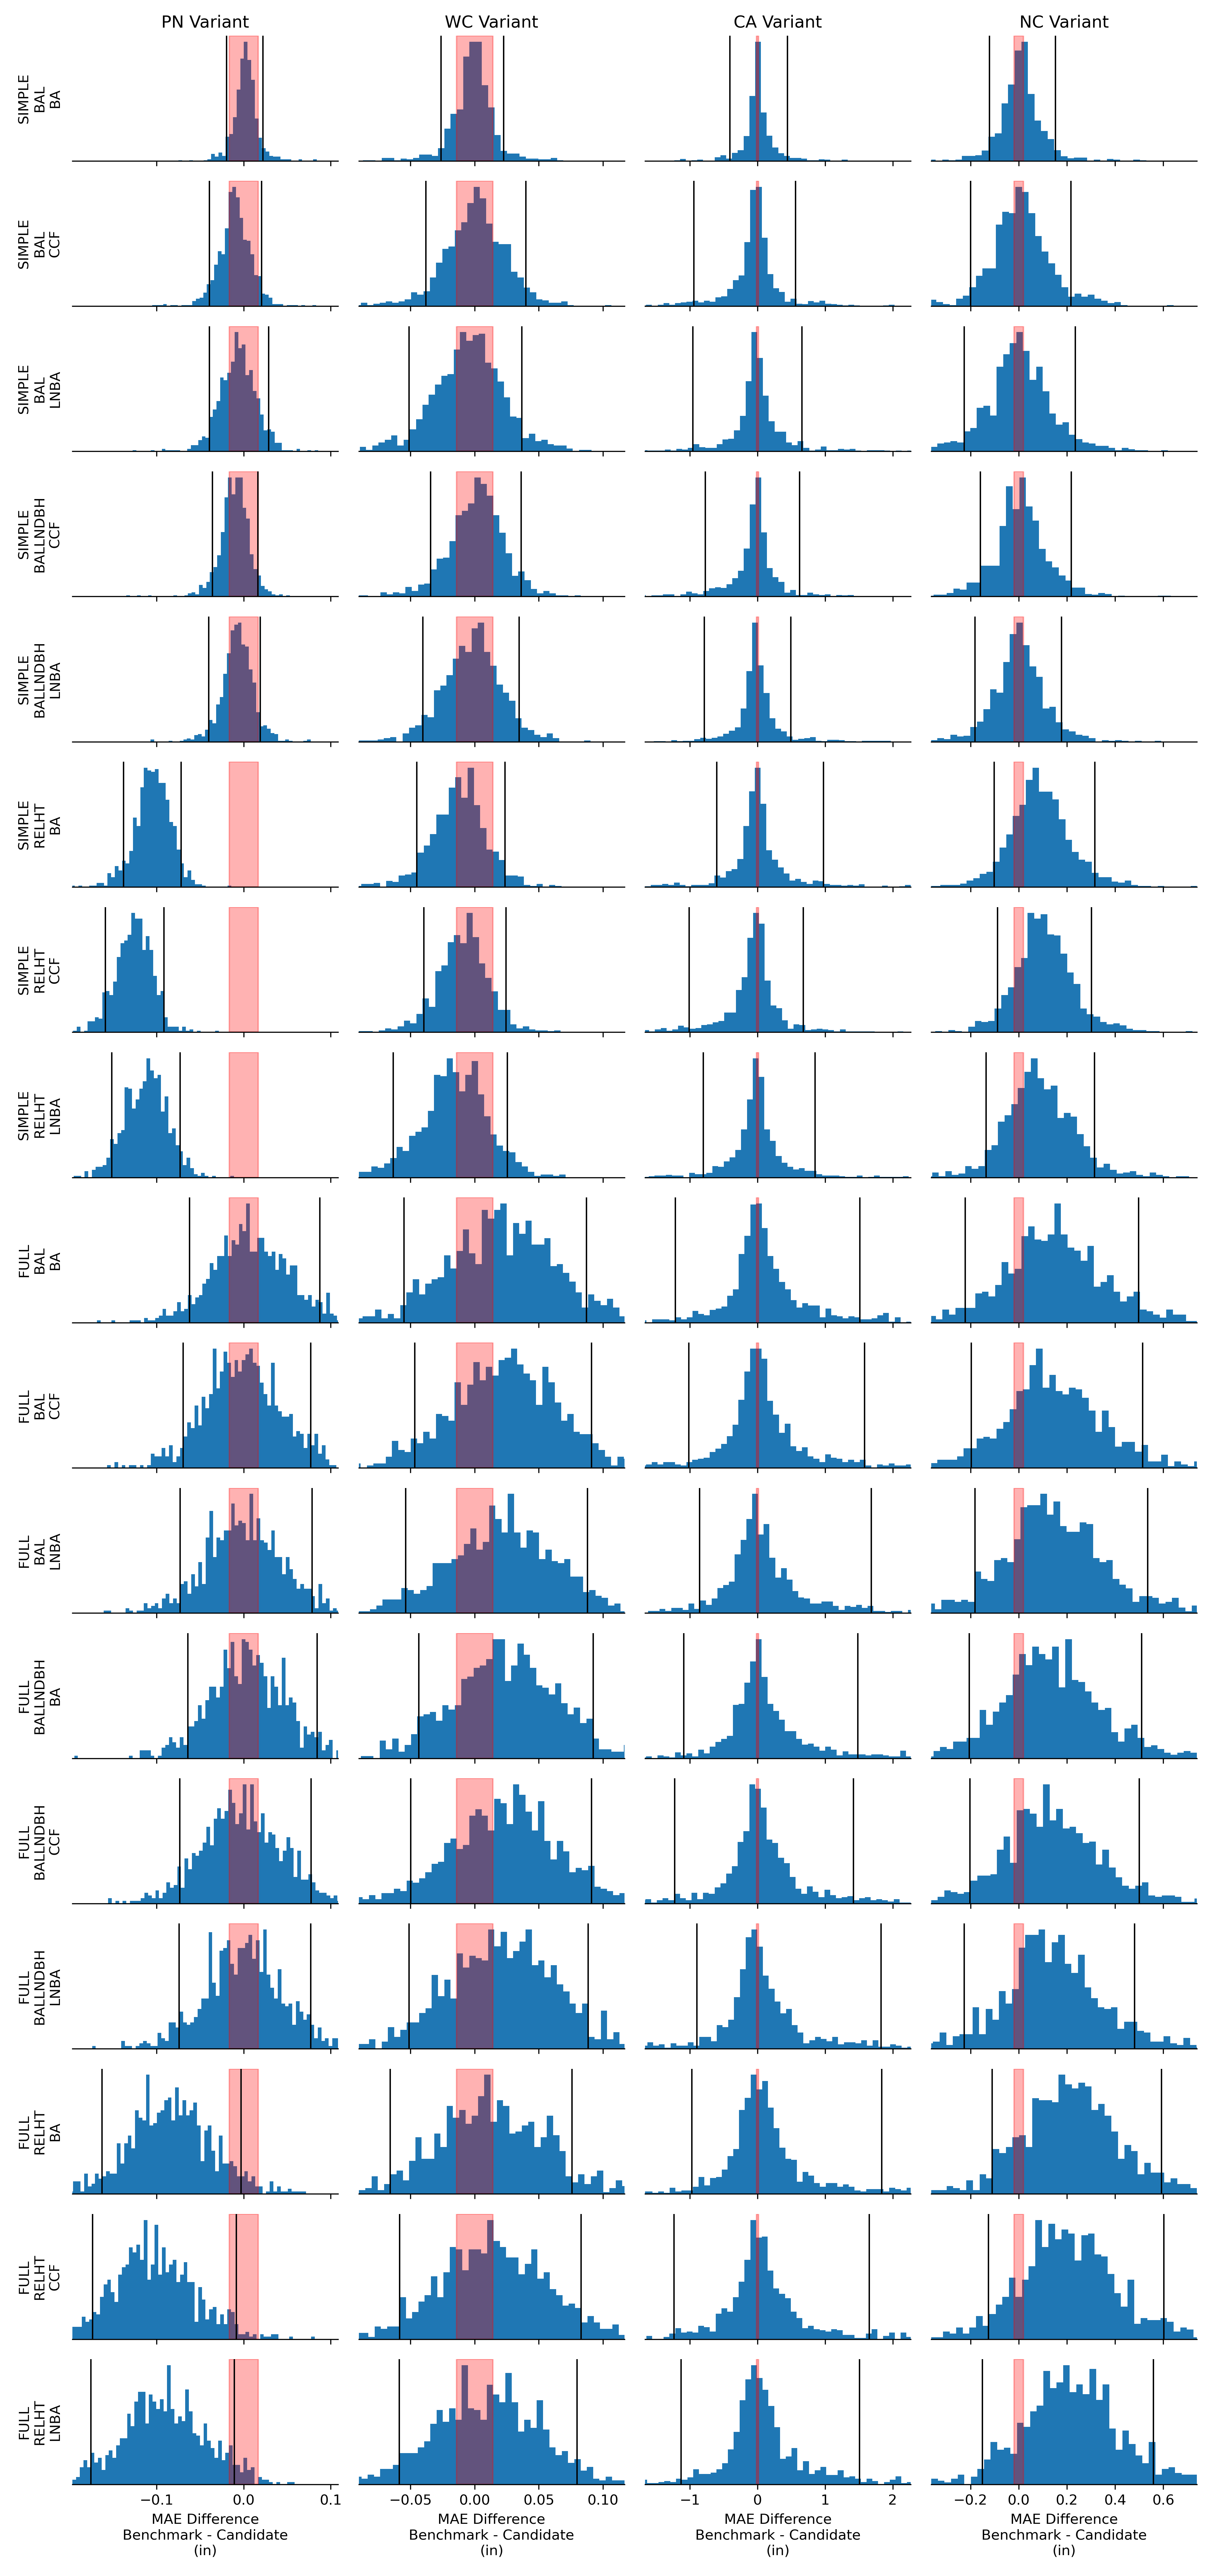 PN Variant
WC Variant
CA Variant
NC Variant
SIMPLE
BAL
BA
SIMPLE
BAL
CCF
SIMPLE
BAL
LNBA
SIMPLE
BALLNDBH
CCF
SIMPLE
BALLNDBH
LNBA
SIMPLE
RELHT
BA
SIMPLE
RELHT
CCF
SIMPLE
RELHT
LNBA
FULL
BAL
BA
FULL
BAL
CCF
FULL
BAL
LNBA
FULL
BALLNDBH
BA
FULL
BALLNDBH
CCF
FULL
BALLNDBH
LNBA
FULL
RELHT
BA
FULL
RELHT
CCF
FULL
RELHT
LNBA
−0.1 0.0 0.1
MAE Difference
Benchmark - Candidate
(in)
−0.05 0.00 0.05 0.10
MAE Difference
Benchmark - Candidate
(in)
−1 0 1 2
MAE Difference
Benchmark - Candidate
(in)
−0.2 0.0 0.2 0.4 0.6
MAE Difference
Benchmark - Candidate
(in)